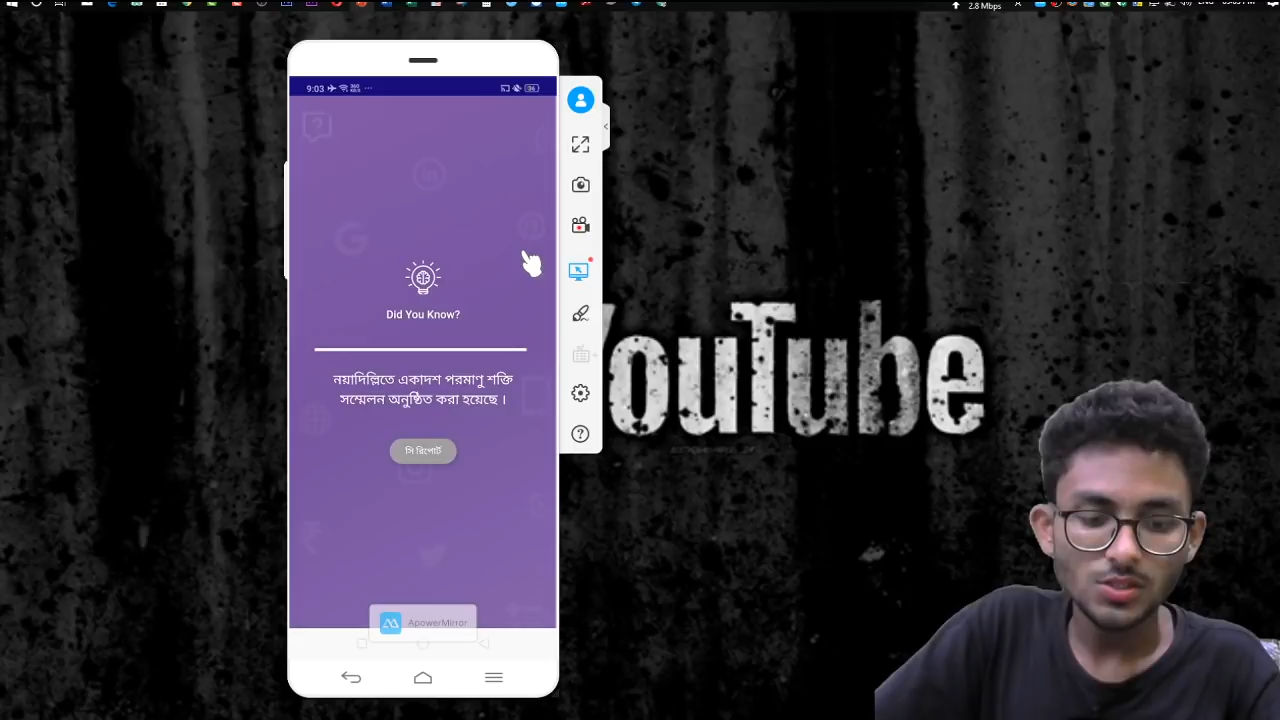 2.8 Mbps
9:03
Did You Know?
নয়াদিল্লিতে একাদশ পরমাণু শক্তি
সম্মেলন অনুষ্ঠিত করা হয়েছে ।
সি রিপোর্ট
ApowerMirror
YouTube